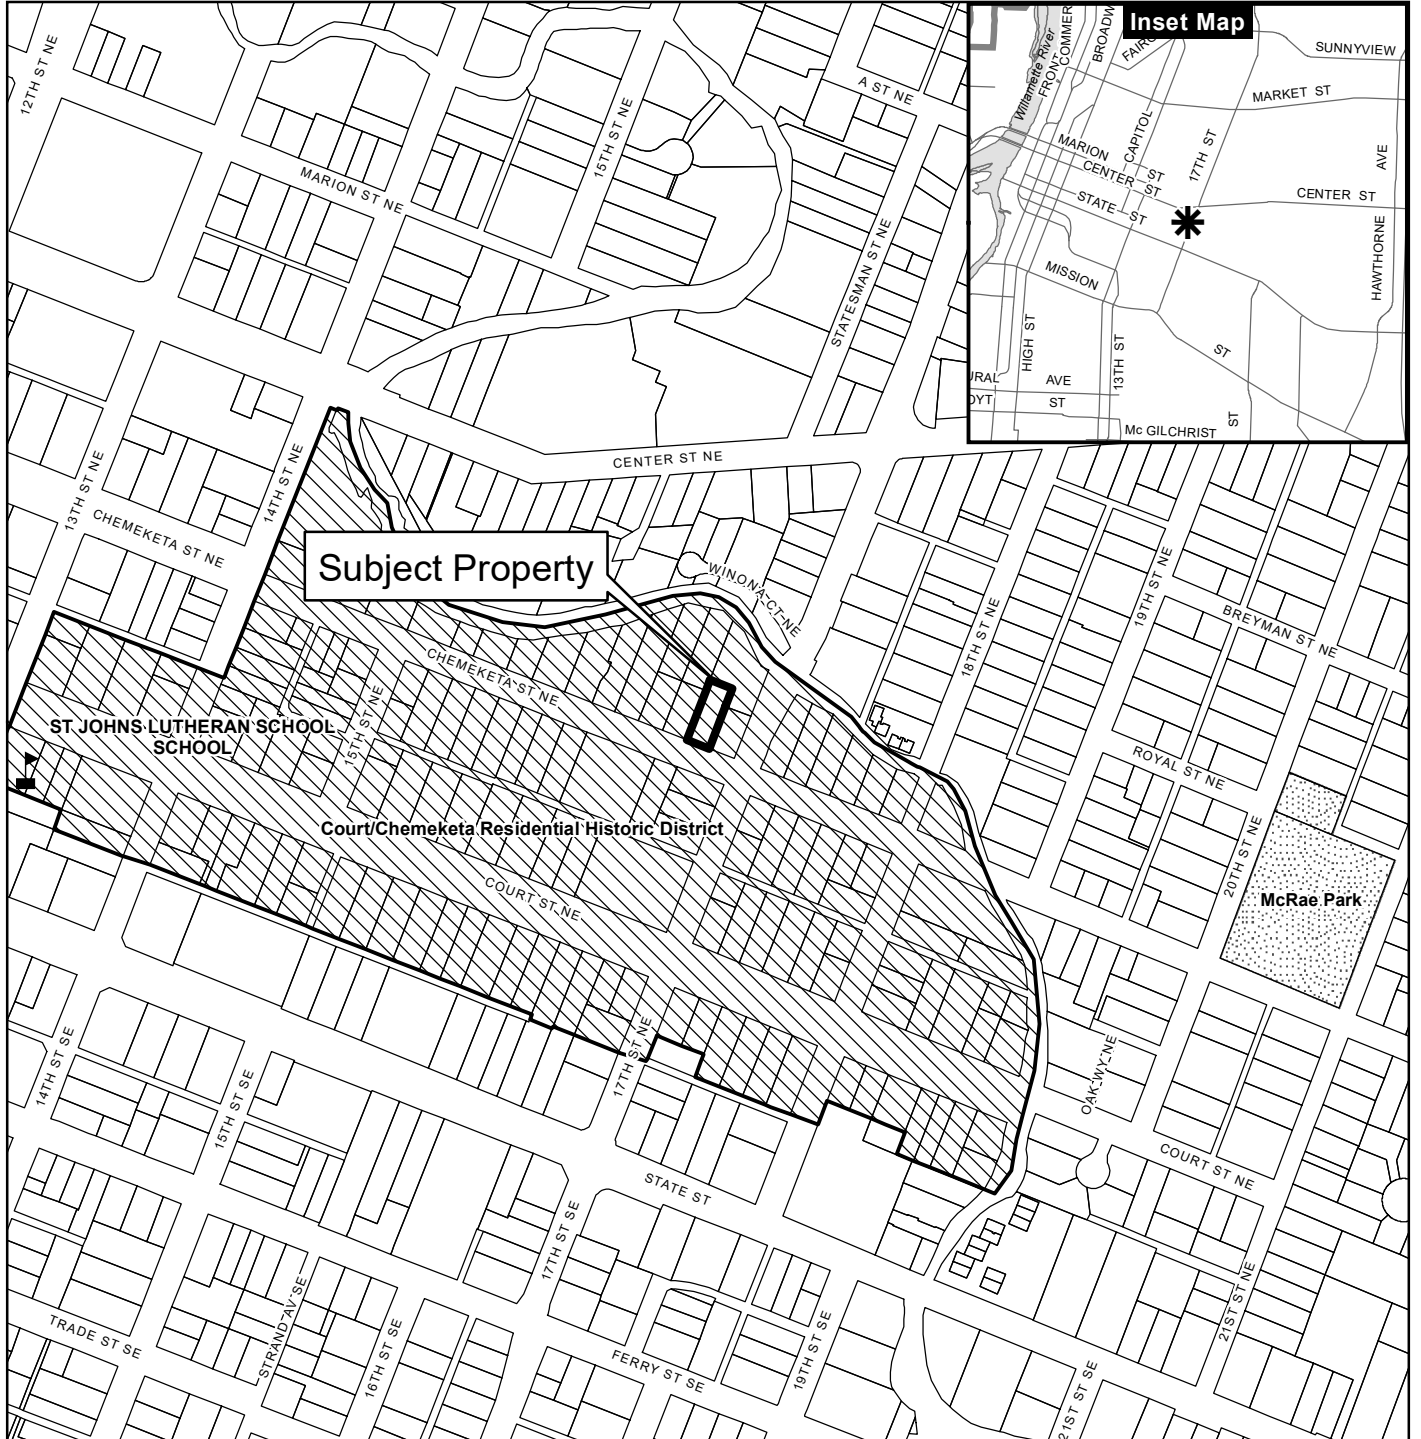 Inset Map
Willamette River
FRONT
COMMER
BROADW
FAIRG
SUNNYVIEW
MARKET ST
CAPITOL
17TH ST
AVE
MARION ST
CENTER ST
STATE ST
CENTER ST
HAWTHORNE
MISSION
ST
HIGH ST
13TH ST
URAL AVE
OYT ST
ST
Mc GILCHRIST
12TH ST NE
A ST NE
15TH ST NE
MARION ST NE
STATESMAN ST NE
CENTER ST NE
13TH ST NE
14TH ST NE
CHEMEKETA ST NE
Subject Property
WINONA CT NE
19TH ST NE
18TH ST NE
BREYMAN ST NE
CHEMEKETA ST NE
15TH ST NE
ST JOHNS LUTHERAN SCHOOL
SCHOOL
ROYAL ST NE
Court/Chemeketa Residential Historic District
20TH ST NE
COURT ST NE
McRae Park
14TH ST SE
15TH ST SE
17TH ST NE
OAK WY NE
COURT ST NE
STATE ST
17TH ST SE
21ST ST NE
TRADE ST SE
STRAND AV SE
16TH ST SE
FERRY ST SE
19TH ST SE
21ST ST SE